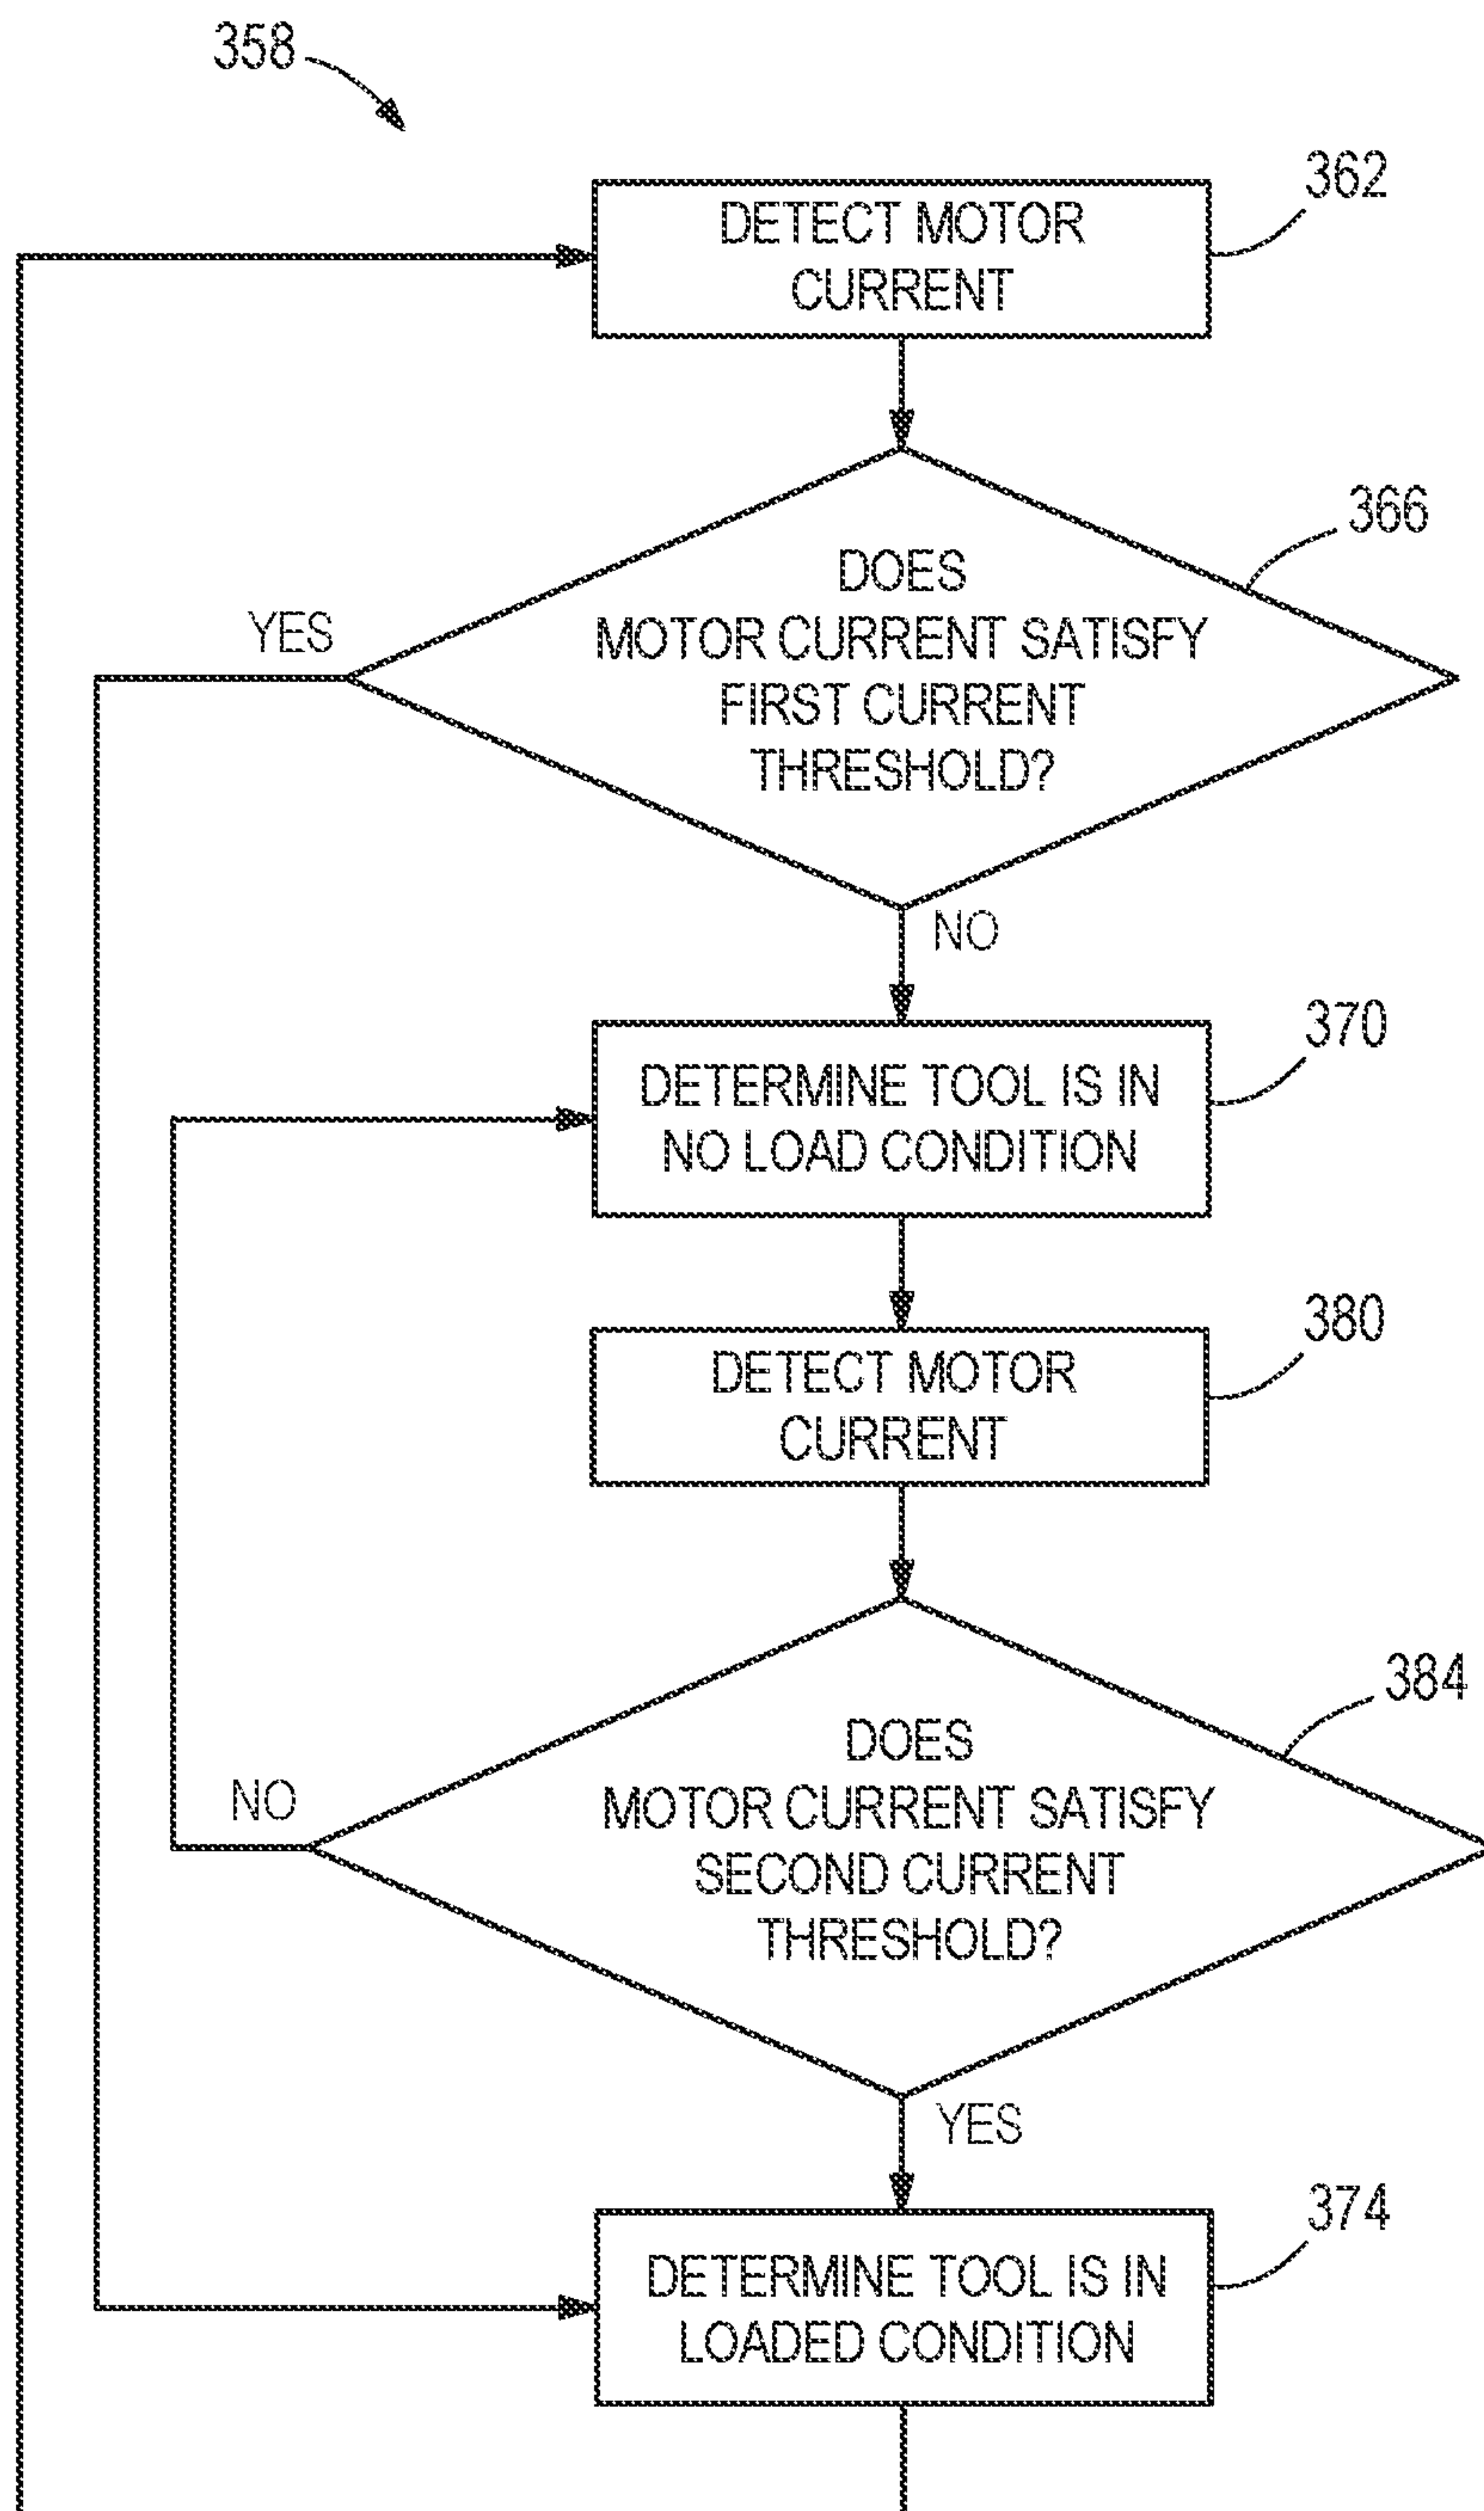 358
362
DETECT MOTOR
CURRENT
366
DOES
MOTOR CURRENT SATISFY
FIRST CURRENT
THRESHOLD?
YES
NO
370
DETERMINE TOOL IS IN
NO LOAD CONDITION
380
DETECT MOTOR
CURRENT
384
DOES
MOTOR CURRENT SATISFY
SECOND CURRENT
THRESHOLD?
NO
YES
374
DETERMINE TOOL IS IN
LOADED CONDITION